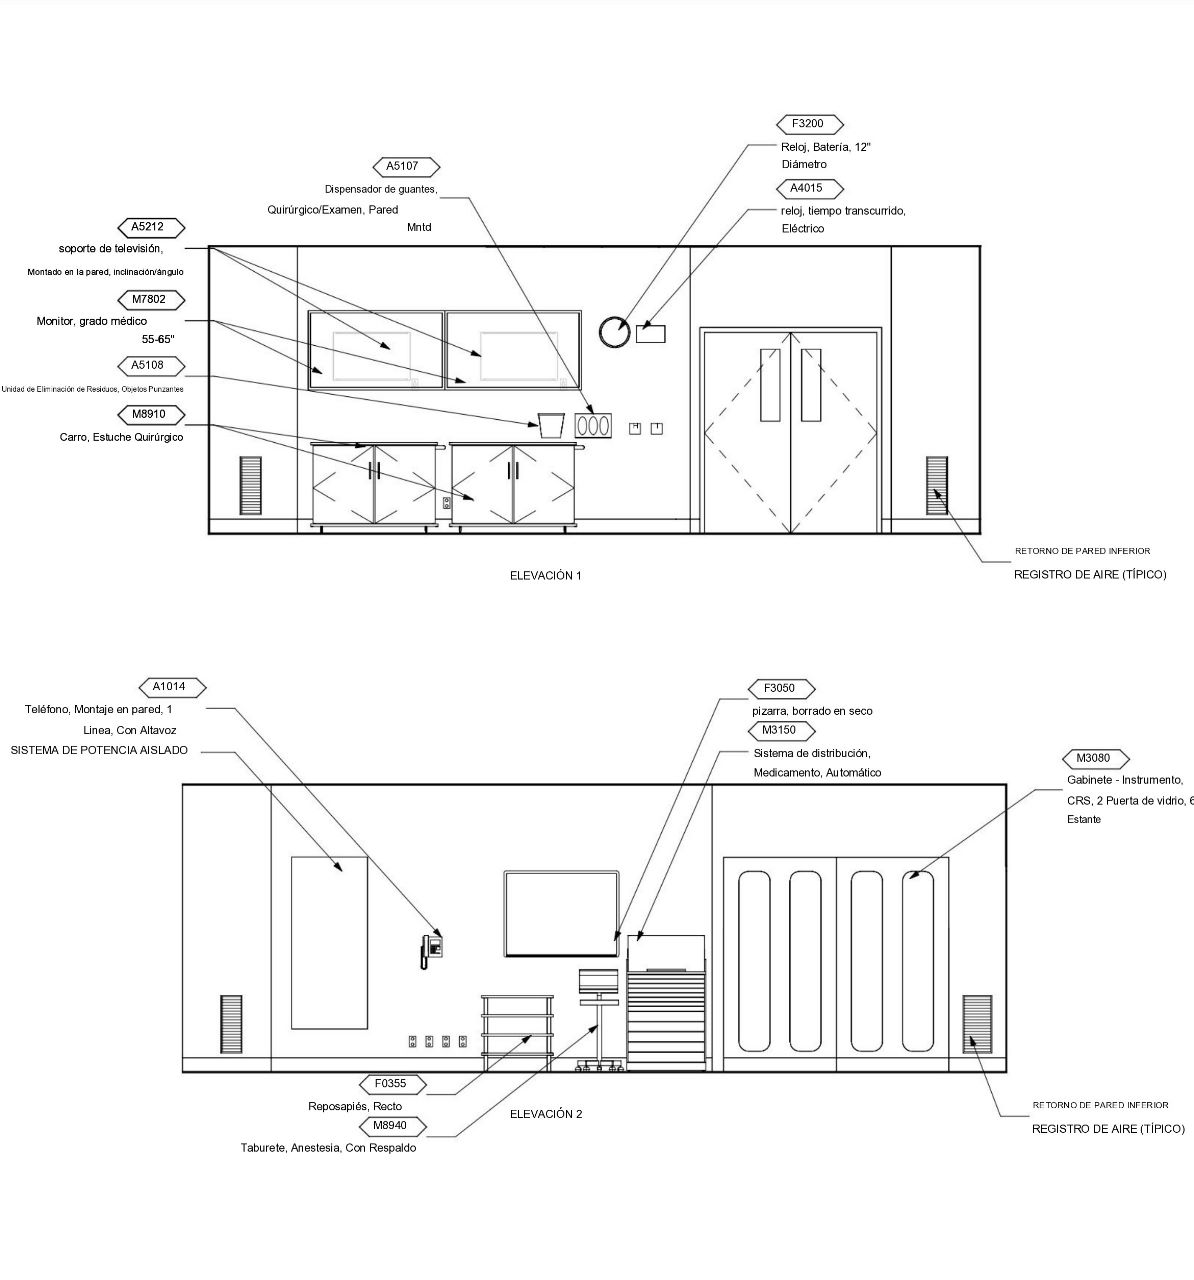 F3200
Reloj, Batería, 12"
Diámetro
A5107
Dispensador de guantes,
Quirúrgico/Examen, Pared
Mntd
A4015
reloj, tiempo transcurrido,
Eléctrico
A5212
soporte de televisión,
Montado en la pared, inclinación/ángulo
M7802
Monitor, grado médico
55-65"
A5108
Unidad de Eliminación de Residuos, Objetos Punzantes
M8910
Carro, Estuche Quirúrgico
RETORNO DE PARED INFERIOR
REGISTRO DE AIRE (TÍPICO)
ELEVACIÓN 1
A1014
Teléfono, Montaje en pared, 1
Linea, Con Altavoz
SISTEMA DE POTENCIA AISLADO
F3050
pizarra, borrado en seco
M3150
Sistema de distribución,
Medicamento, Automático
M3080
Gabinete - Instrumento,
CRS, 2 Puerta de vidrio, 6
Estante
F0355
Reposapiés, Recto
M8940
Taburete, Anestesia, Con Respaldo
ELEVACIÓN 2
RETORNO DE PARED INFERIOR
REGISTRO DE AIRE (TÍPICO)